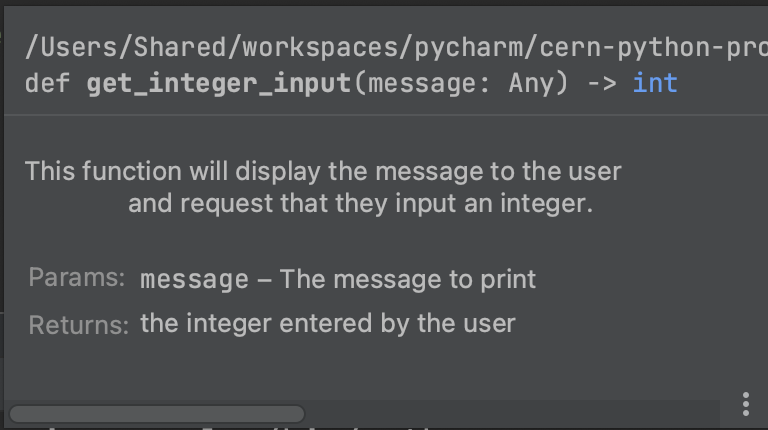 /Users/Shared/workspaces/pycharm/cern-python-pro
def get_integer_input(message: Any) -> int
This function will display the message to the user
and request that they input an integer.
Params: message – The message to print
Returns: the integer entered by the user